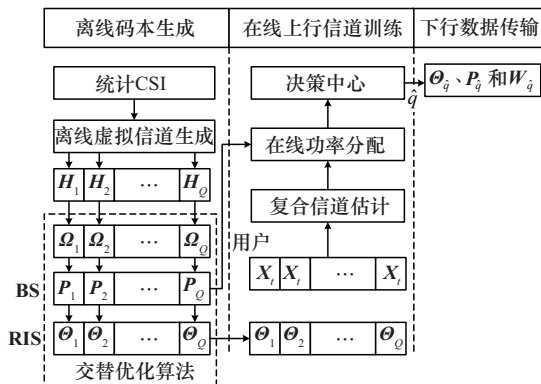 离线码本生成 在线上行信道训练 下行数据传输
统计CSI 决策中心 q̂ Θq̂、Pq̂ 和Wq̂
离线虚拟信道生成 在线功率分配
H1 H2 … HQ 复合信道估计
Ω1 Ω2 … ΩQ 用户
BS P1 P2 … PQ Xt Xt … Xt
RIS Θ1 Θ2 … ΘQ Θ1 Θ2 … ΘQ
交替优化算法